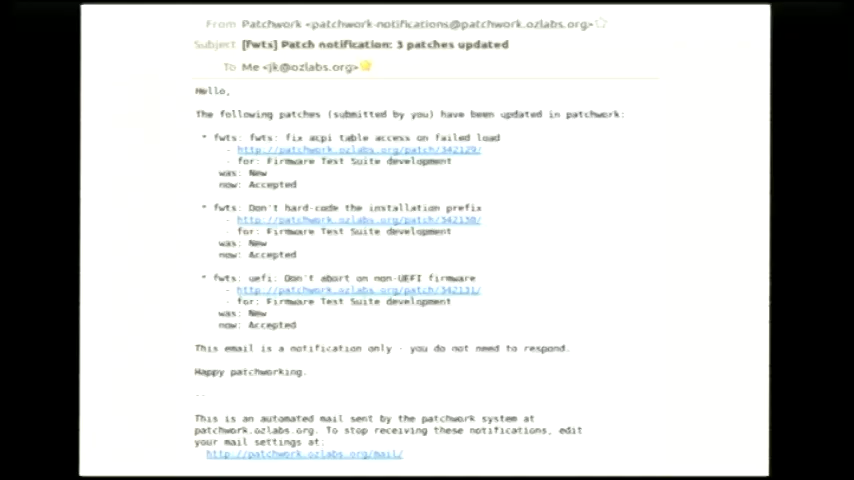 From Patchwork <patchwork-notifications@patchwork.ozlabs.org>
Subject [fwts] Patch notification: 3 patches updated
To Me <jk@ozlabs.org>
Hello,
The following patches (submitted by you) have been updated in patchwork:
* fwts: fwts: fix acpi table access on failed load
- http://patchwork.ozlabs.org/patch/342129/
- for: Firmware Test Suite development
was: New
now: Accepted
* fwts: Don't hard-code the installation prefix
- http://patchwork.ozlabs.org/patch/342130/
- for: Firmware Test Suite development
was: New
now: Accepted
* fwts: uefi: Don't abort on non-UEFI firmware
- http://patchwork.ozlabs.org/patch/342131/
- for: Firmware Test Suite development
was: New
now: Accepted
This email is a notification only - you do not need to respond.
Happy patchworking.
--
This is an automated mail sent by the patchwork system at
patchwork.ozlabs.org. To stop receiving these notifications, edit
your mail settings at:
http://patchwork.ozlabs.org/mail/